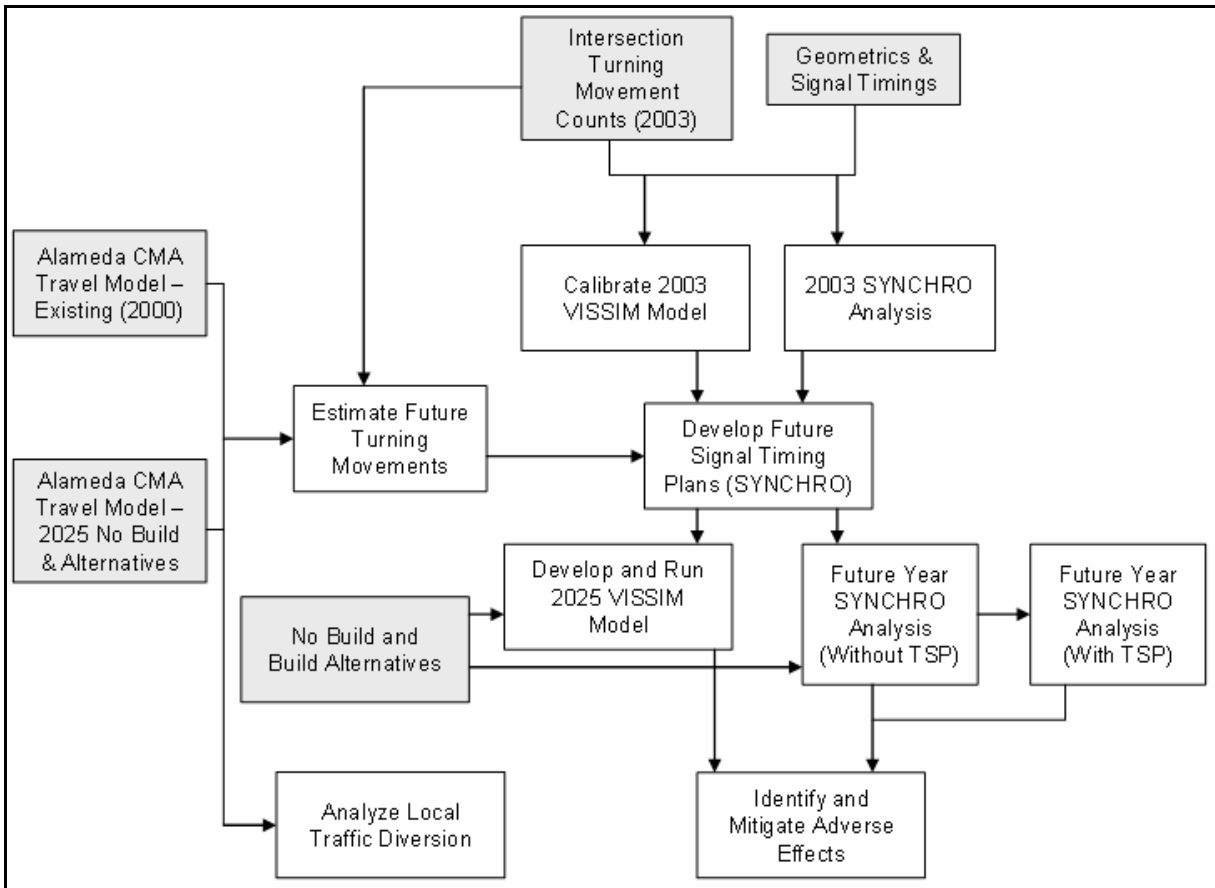 Intersection
Turning
Movement
Counts (2003)
Geometrics &
Signal Timings
Alameda CMA
Travel Model –
Existing (2000)
Calibrate 2003
VISSIM Model
2003 SYNCHRO
Analysis
Estimate Future
Turning
Movements
Develop Future
Signal Timing
Plans (SYNCHRO)
Alameda CMA
Travel Model –
2025 No Build
& Alternatives
Develop and Run
2025 VISSIM
Model
Future Year
SYNCHRO
Analysis
(Without TSP)
Future Year
SYNCHRO
Analysis
(With TSP)
No Build and
Build Alternatives
Analyze Local
Traffic Diversion
Identify and
Mitigate Adverse
Effects